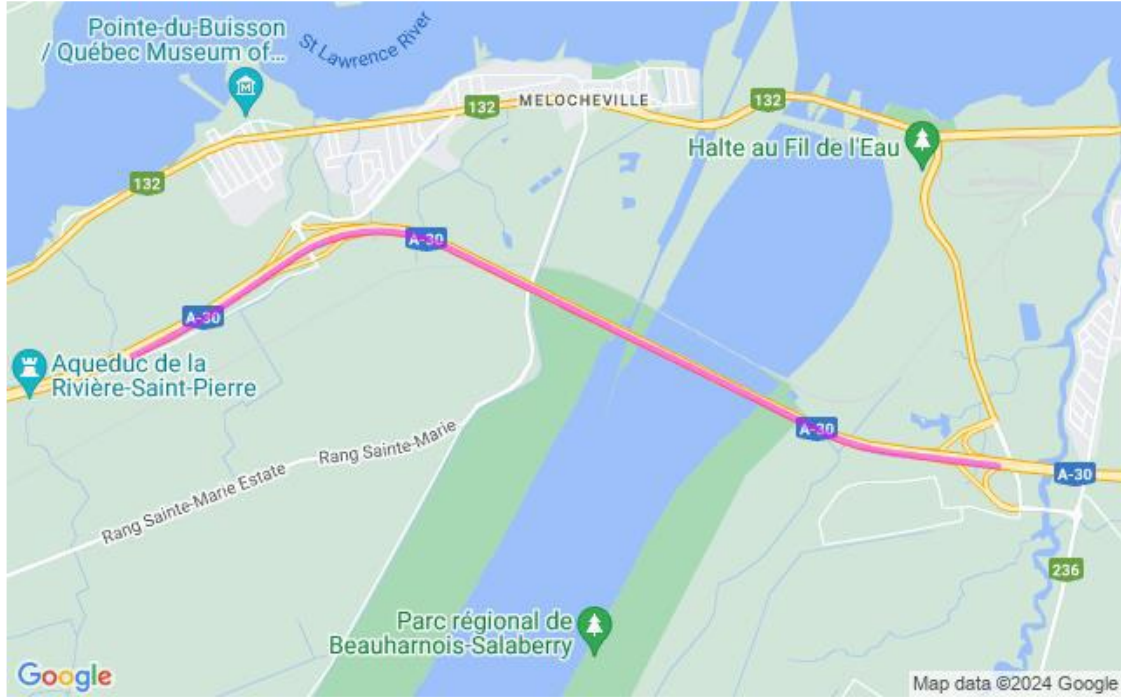 Pointe-du-Buisson
/ Québec Museum of...
St Lawrence River
132
MELOCHEVILLE
132
Halte au Fil de l'Eau
132
A-30
A-30
Aqueduc de la
Rivière-Saint-Pierre
A-30
Rang Sainte-Marie
A-30
Rang Sainte-Marie Estate
236
Parc régional de
Beauharnois-Salaberry
Google
Map data ©2024 Google